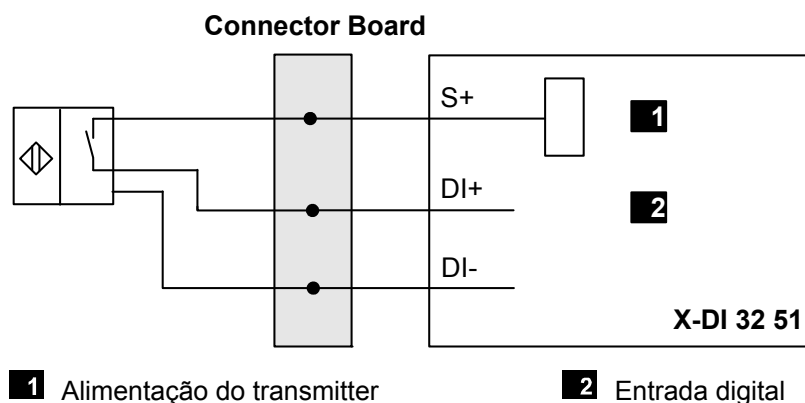 Connector Board
S+
1
DI+
2
DI-
X-DI 32 51
1 Alimentação do transmitter
2 Entrada digital